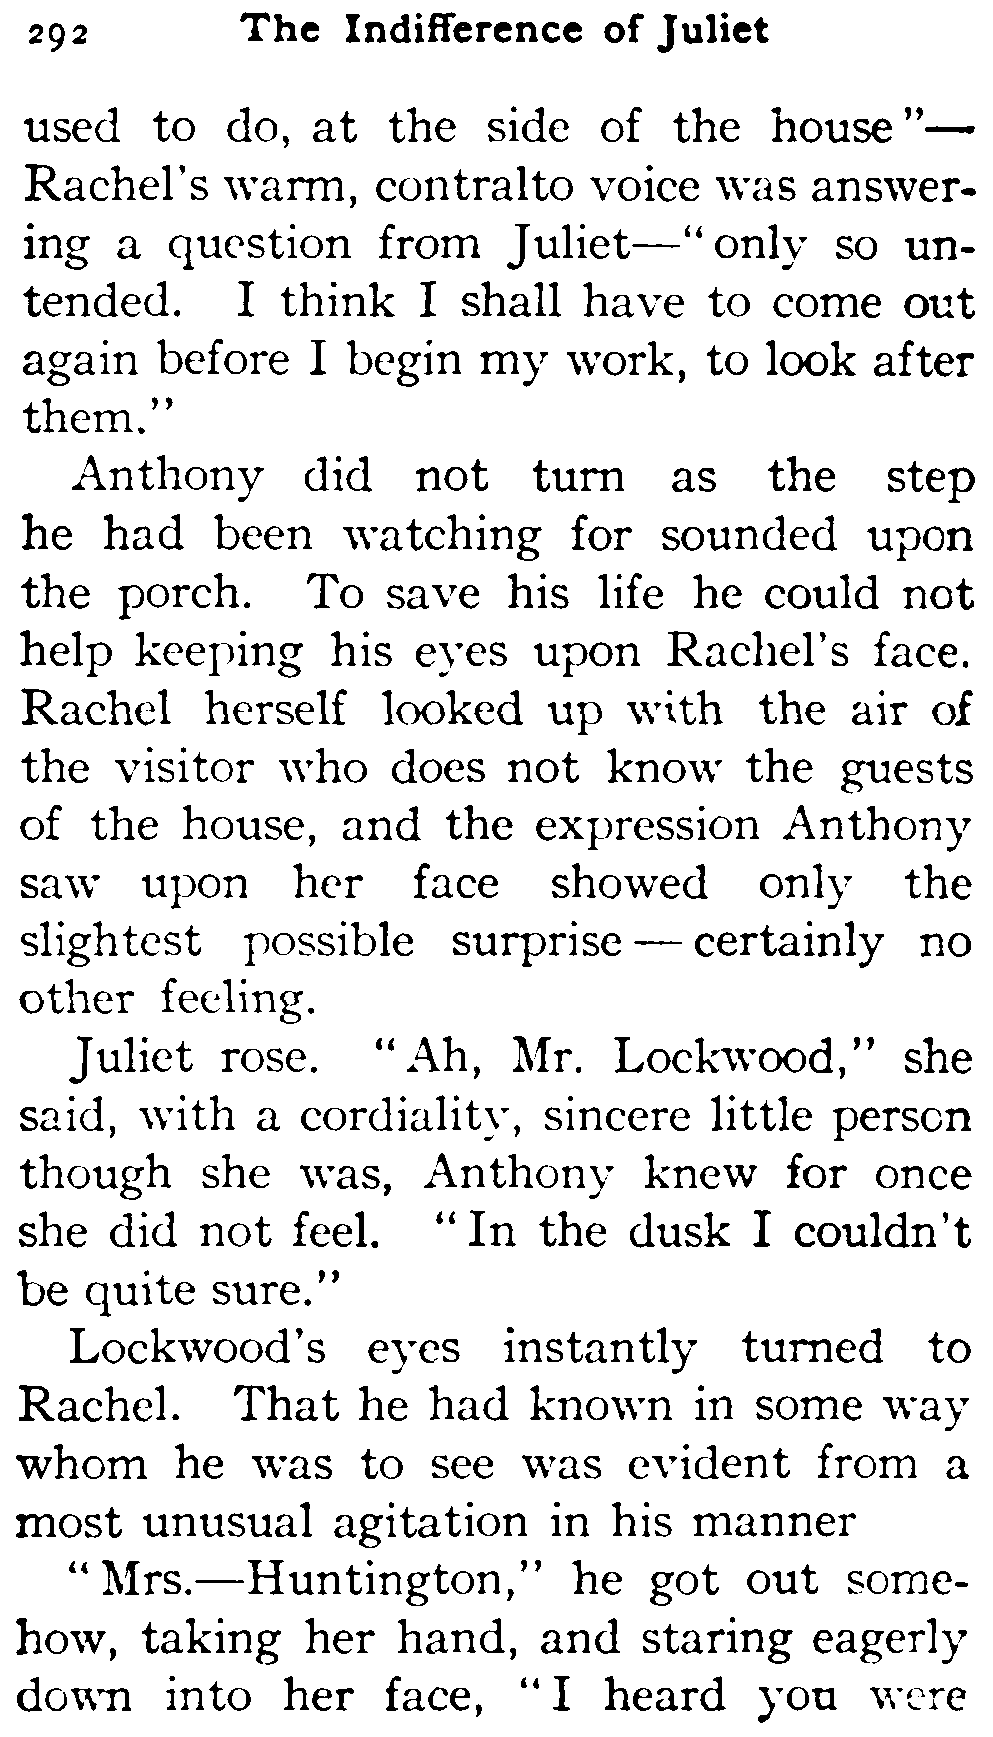 292 The Indifference of Juliet
used to do, at the side of the house"—
Rachel's warm, contralto voice was answer-
ing a question from Juliet—"only so un-
tended. I think I shall have to come out
again before I begin my work, to look after
them."
Anthony did not turn as the step
he had been watching for sounded upon
the porch. To save his life he could not
help keeping his eyes upon Rachel's face.
Rachel herself looked up with the air of
the visitor who does not know the guests
of the house, and the expression Anthony
saw upon her face showed only the
slightest possible surprise — certainly no
other feeling.
Juliet rose. "Ah, Mr. Lockwood," she
said, with a cordiality, sincere little person
though she was, Anthony knew for once
she did not feel. "In the dusk I couldn't
be quite sure."
Lockwood's eyes instantly turned to
Rachel. That he had known in some way
whom he was to see was evident from a
most unusual agitation in his manner
"Mrs.—Huntington," he got out some-
how, taking her hand, and staring eagerly
down into her face, "I heard you were